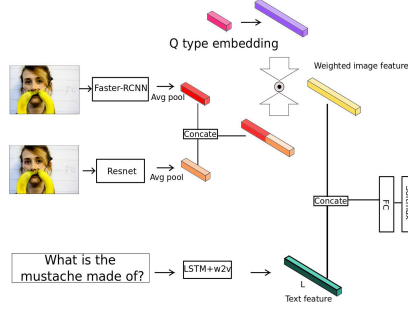 Q type embedding
Weighted image feature
Faster-RCNN
Avg pool
Concate
Resnet
Avg pool
Concate
FC
What is the
mustache made of?
LSTM+w2v
L
Text feature